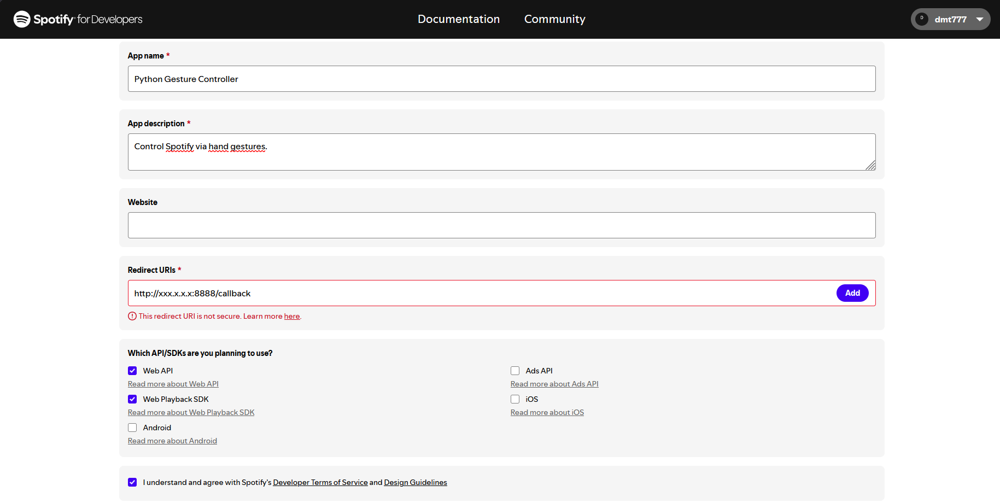 Spotify for Developers
Documentation
Community
D
dmt777
App name *
Python Gesture Controller
App description *
Control Spotify via hand gestures.
Website
Redirect URIs *
http://xxx.x.x.x:8888/callback
Add
This redirect URI is not secure. Learn more here.
Which API/SDKs are you planning to use?
Web API
Read more about Web API
Web Playback SDK
Read more about Web Playback SDK
Android
Read more about Android
Ads API
Read more about Ads API
iOS
Read more about iOS
I understand and agree with Spotify's Developer Terms of Service and Design Guidelines